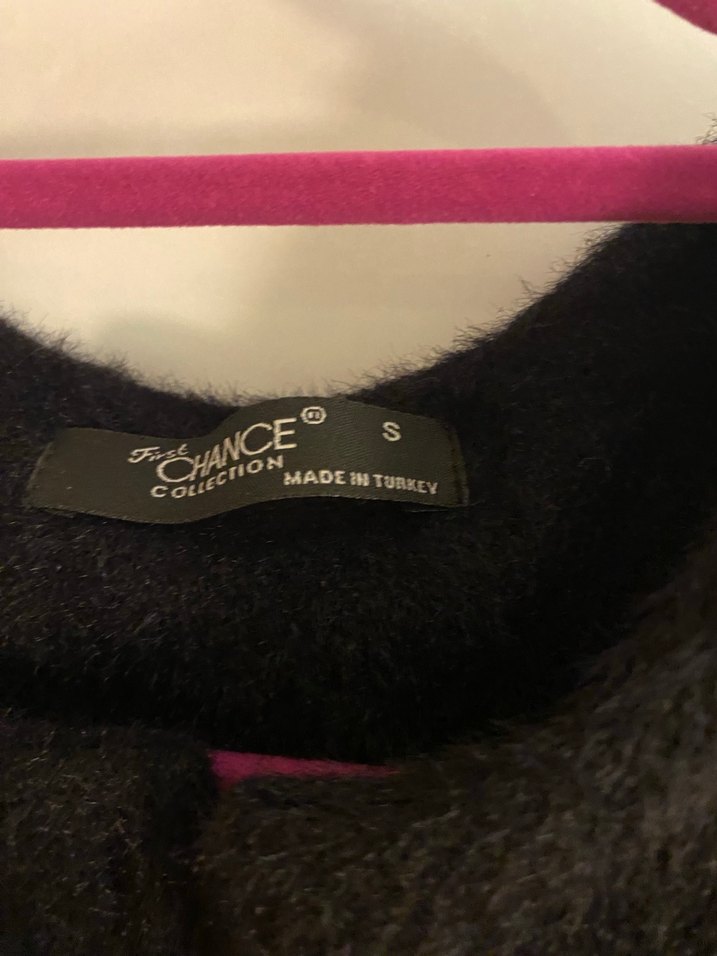 First
CHANCE ®
COLLECTION
S
MADE IN TURKEY